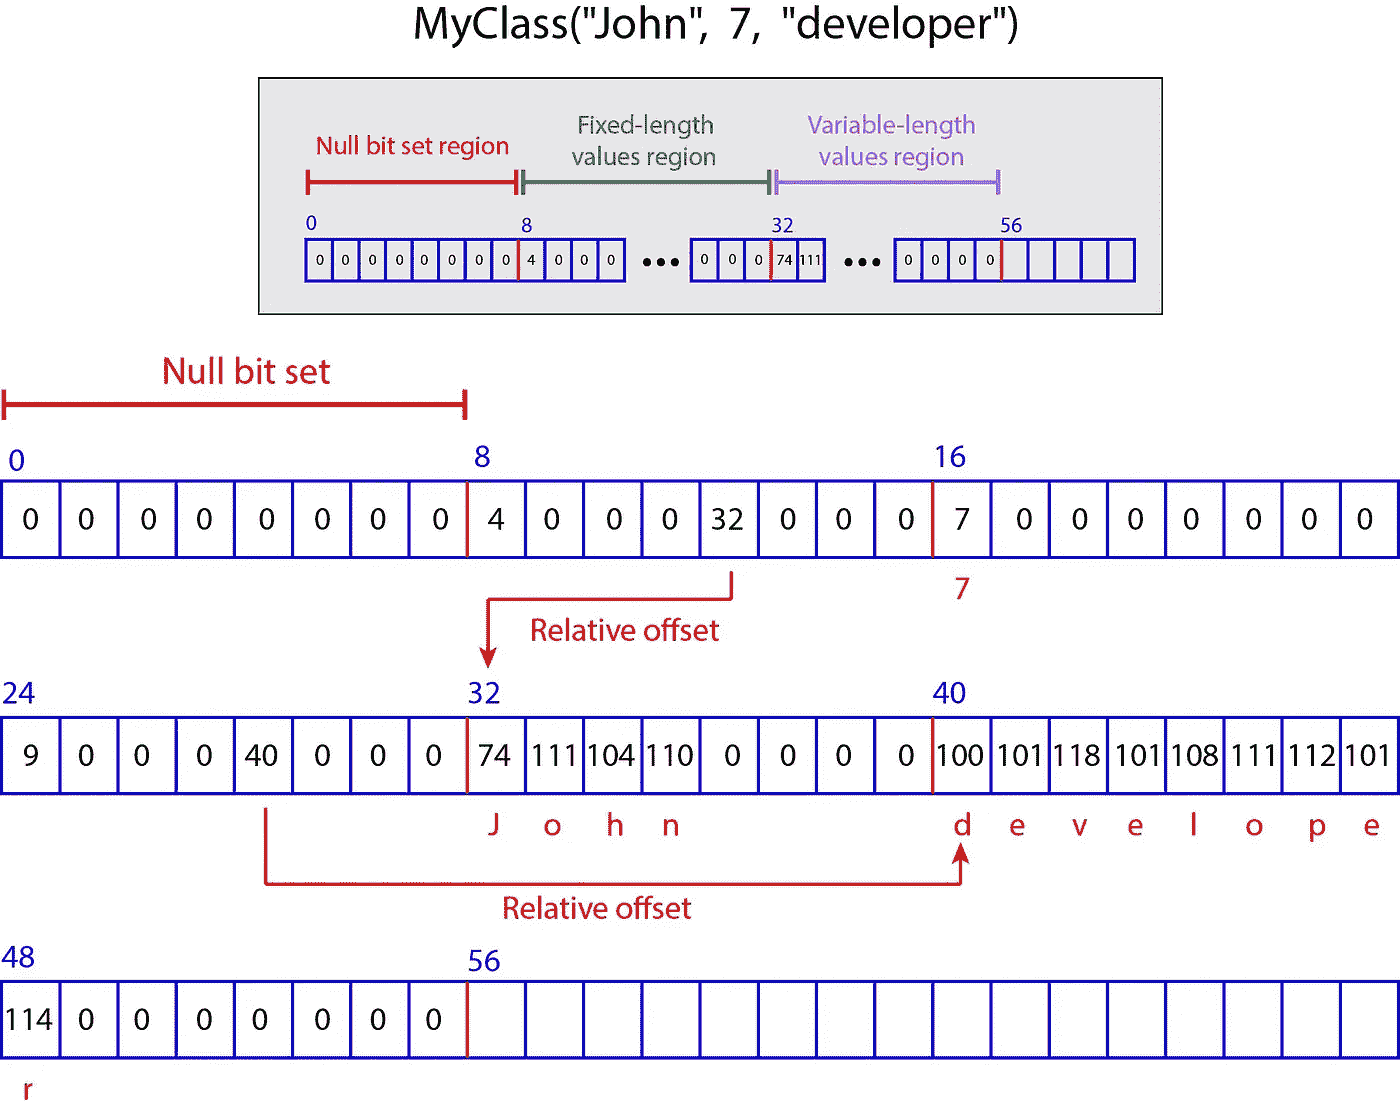 MyClass("John", 7, "developer")
Null bit set region
Fixed-length
values region
Variable-length
values region
0 8 32 56
0 0 0 0 0 0 0 0 4 0 0 0 ••• 0 0 0 74 111 ••• 0 0 0 0
Null bit set
0 8 16
0 0 0 0 0 0 0 0 4 0 0 0 32 0 0 0 7 0 0 0 0 0 0 0
7
Relative offset
24 32 40
9 0 0 0 40 0 0 0 74 111 104 110 0 0 0 0 100 101 118 101 108 111 112 101
J o h n d e v e l o p e
Relative offset
48 56
114 0 0 0 0 0 0 0
r